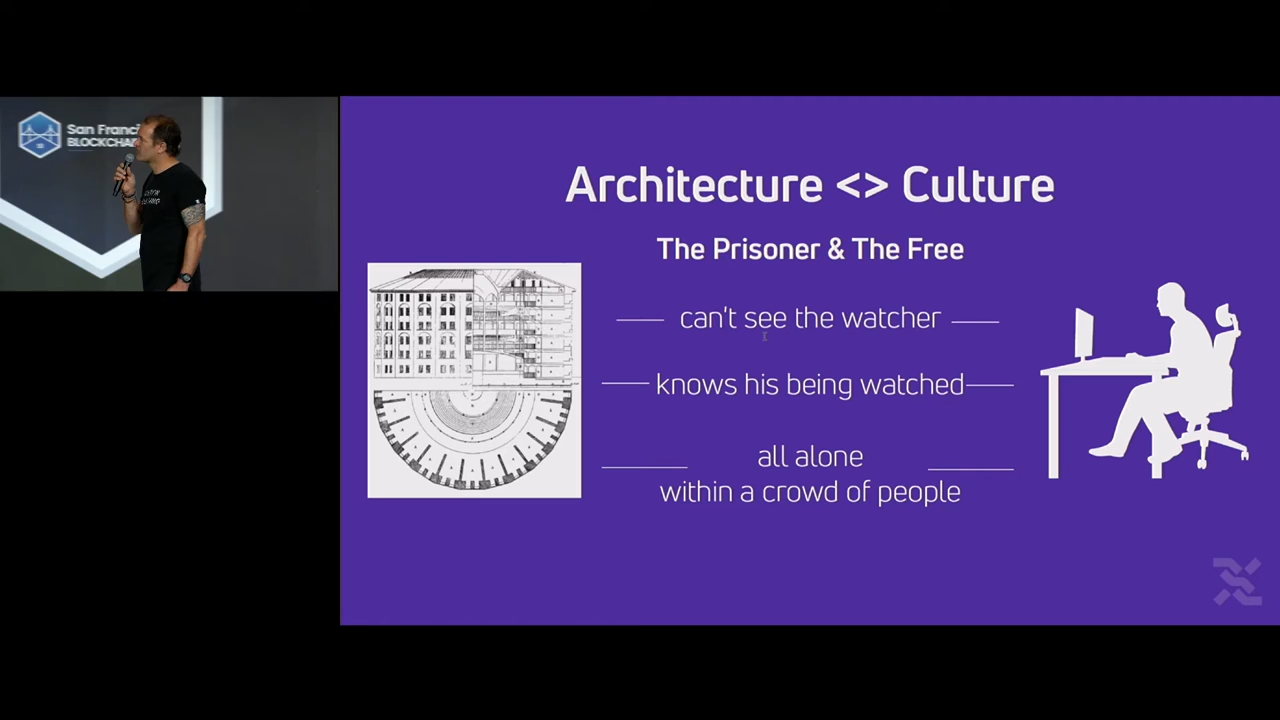 San Franci
BLOCKCHA
Architecture <> Culture
The Prisoner & The Free
can't see the watcher
knows his being watched
all alone
within a crowd of people